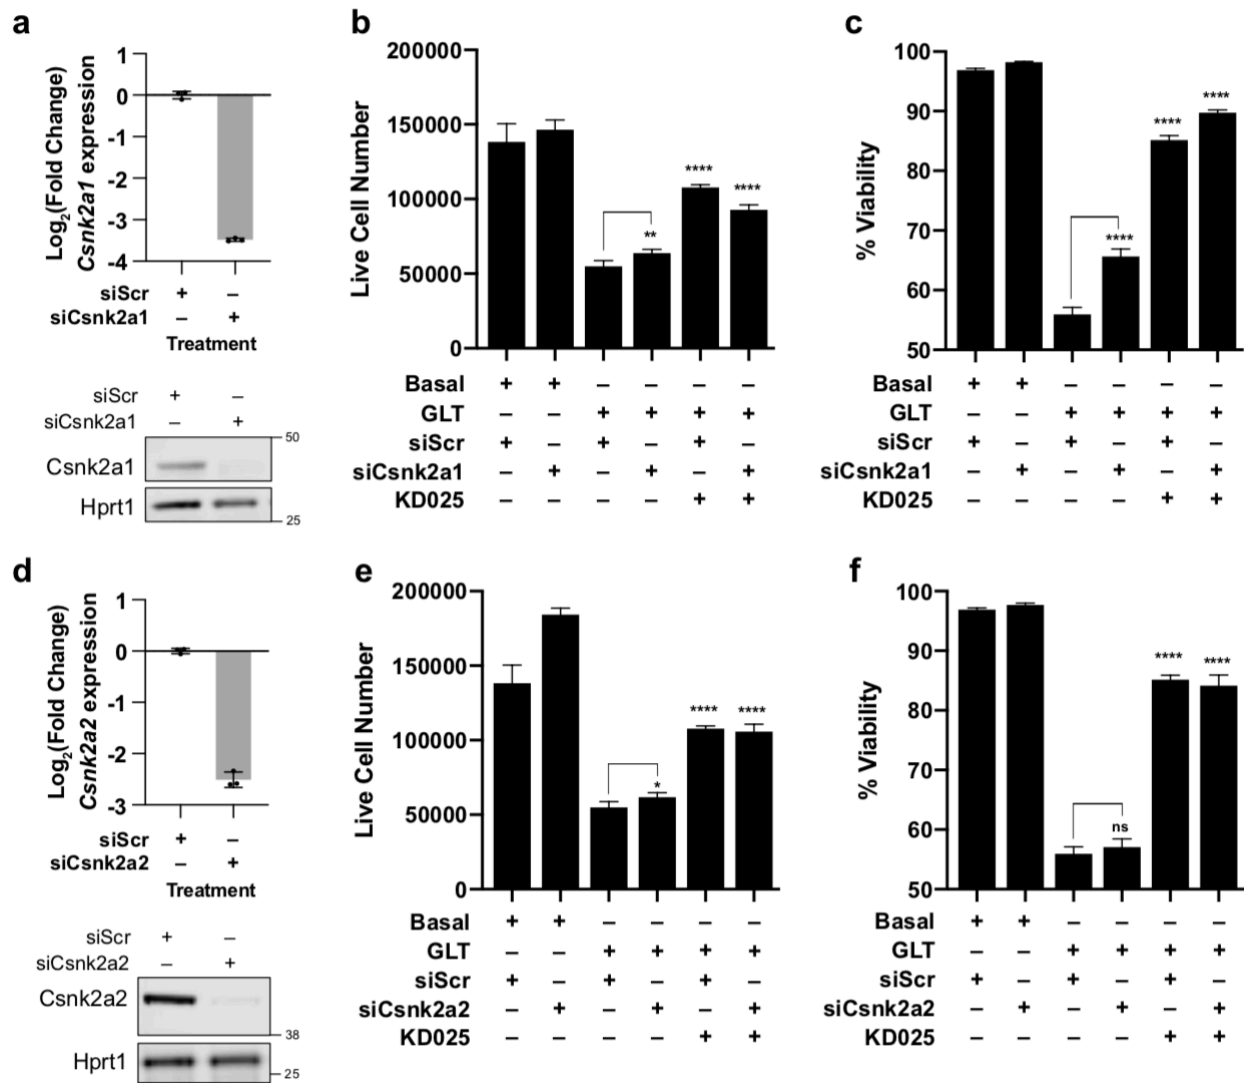 a
Log2(Fold Change)
Csnk2a1 expression
1
0
-1
-2
-3
-4
siScr + –
siCsnk2a1 – +
Treatment
siScr + –
siCsnk2a1 – +
Csnk2a1
50
Hprt1
25
b
Live Cell Number
200000
150000
100000
50000
0
** **** ****
Basal + + – – – –
GLT – – + + + +
siScr + – + – + –
siCsnk2a1 – + – + – +
KD025 – – – – + +
c
% Viability
100
90
80
70
60
50
**** **** ****
Basal + + – – – –
GLT – – + + + +
siScr + – + – + –
siCsnk2a1 – + – + – +
KD025 – – – – + +
d
Log2(Fold Change)
Csnk2a2 expression
1
0
-1
-2
-3
siScr + –
siCsnk2a2 – +
Treatment
siScr + –
siCsnk2a2 – +
Csnk2a2
38
Hprt1
25
e
Live Cell Number
200000
150000
100000
50000
0
* **** ****
Basal + + – – – –
GLT – – + + + +
siScr + – + – + –
siCsnk2a2 – + – + – +
KD025 – – – – + +
f
% Viability
100
90
80
70
60
50
ns **** ****
Basal + + – – – –
GLT – – + + + +
siScr + – + – + –
siCsnk2a2 – + – + – +
KD025 – – – – + +